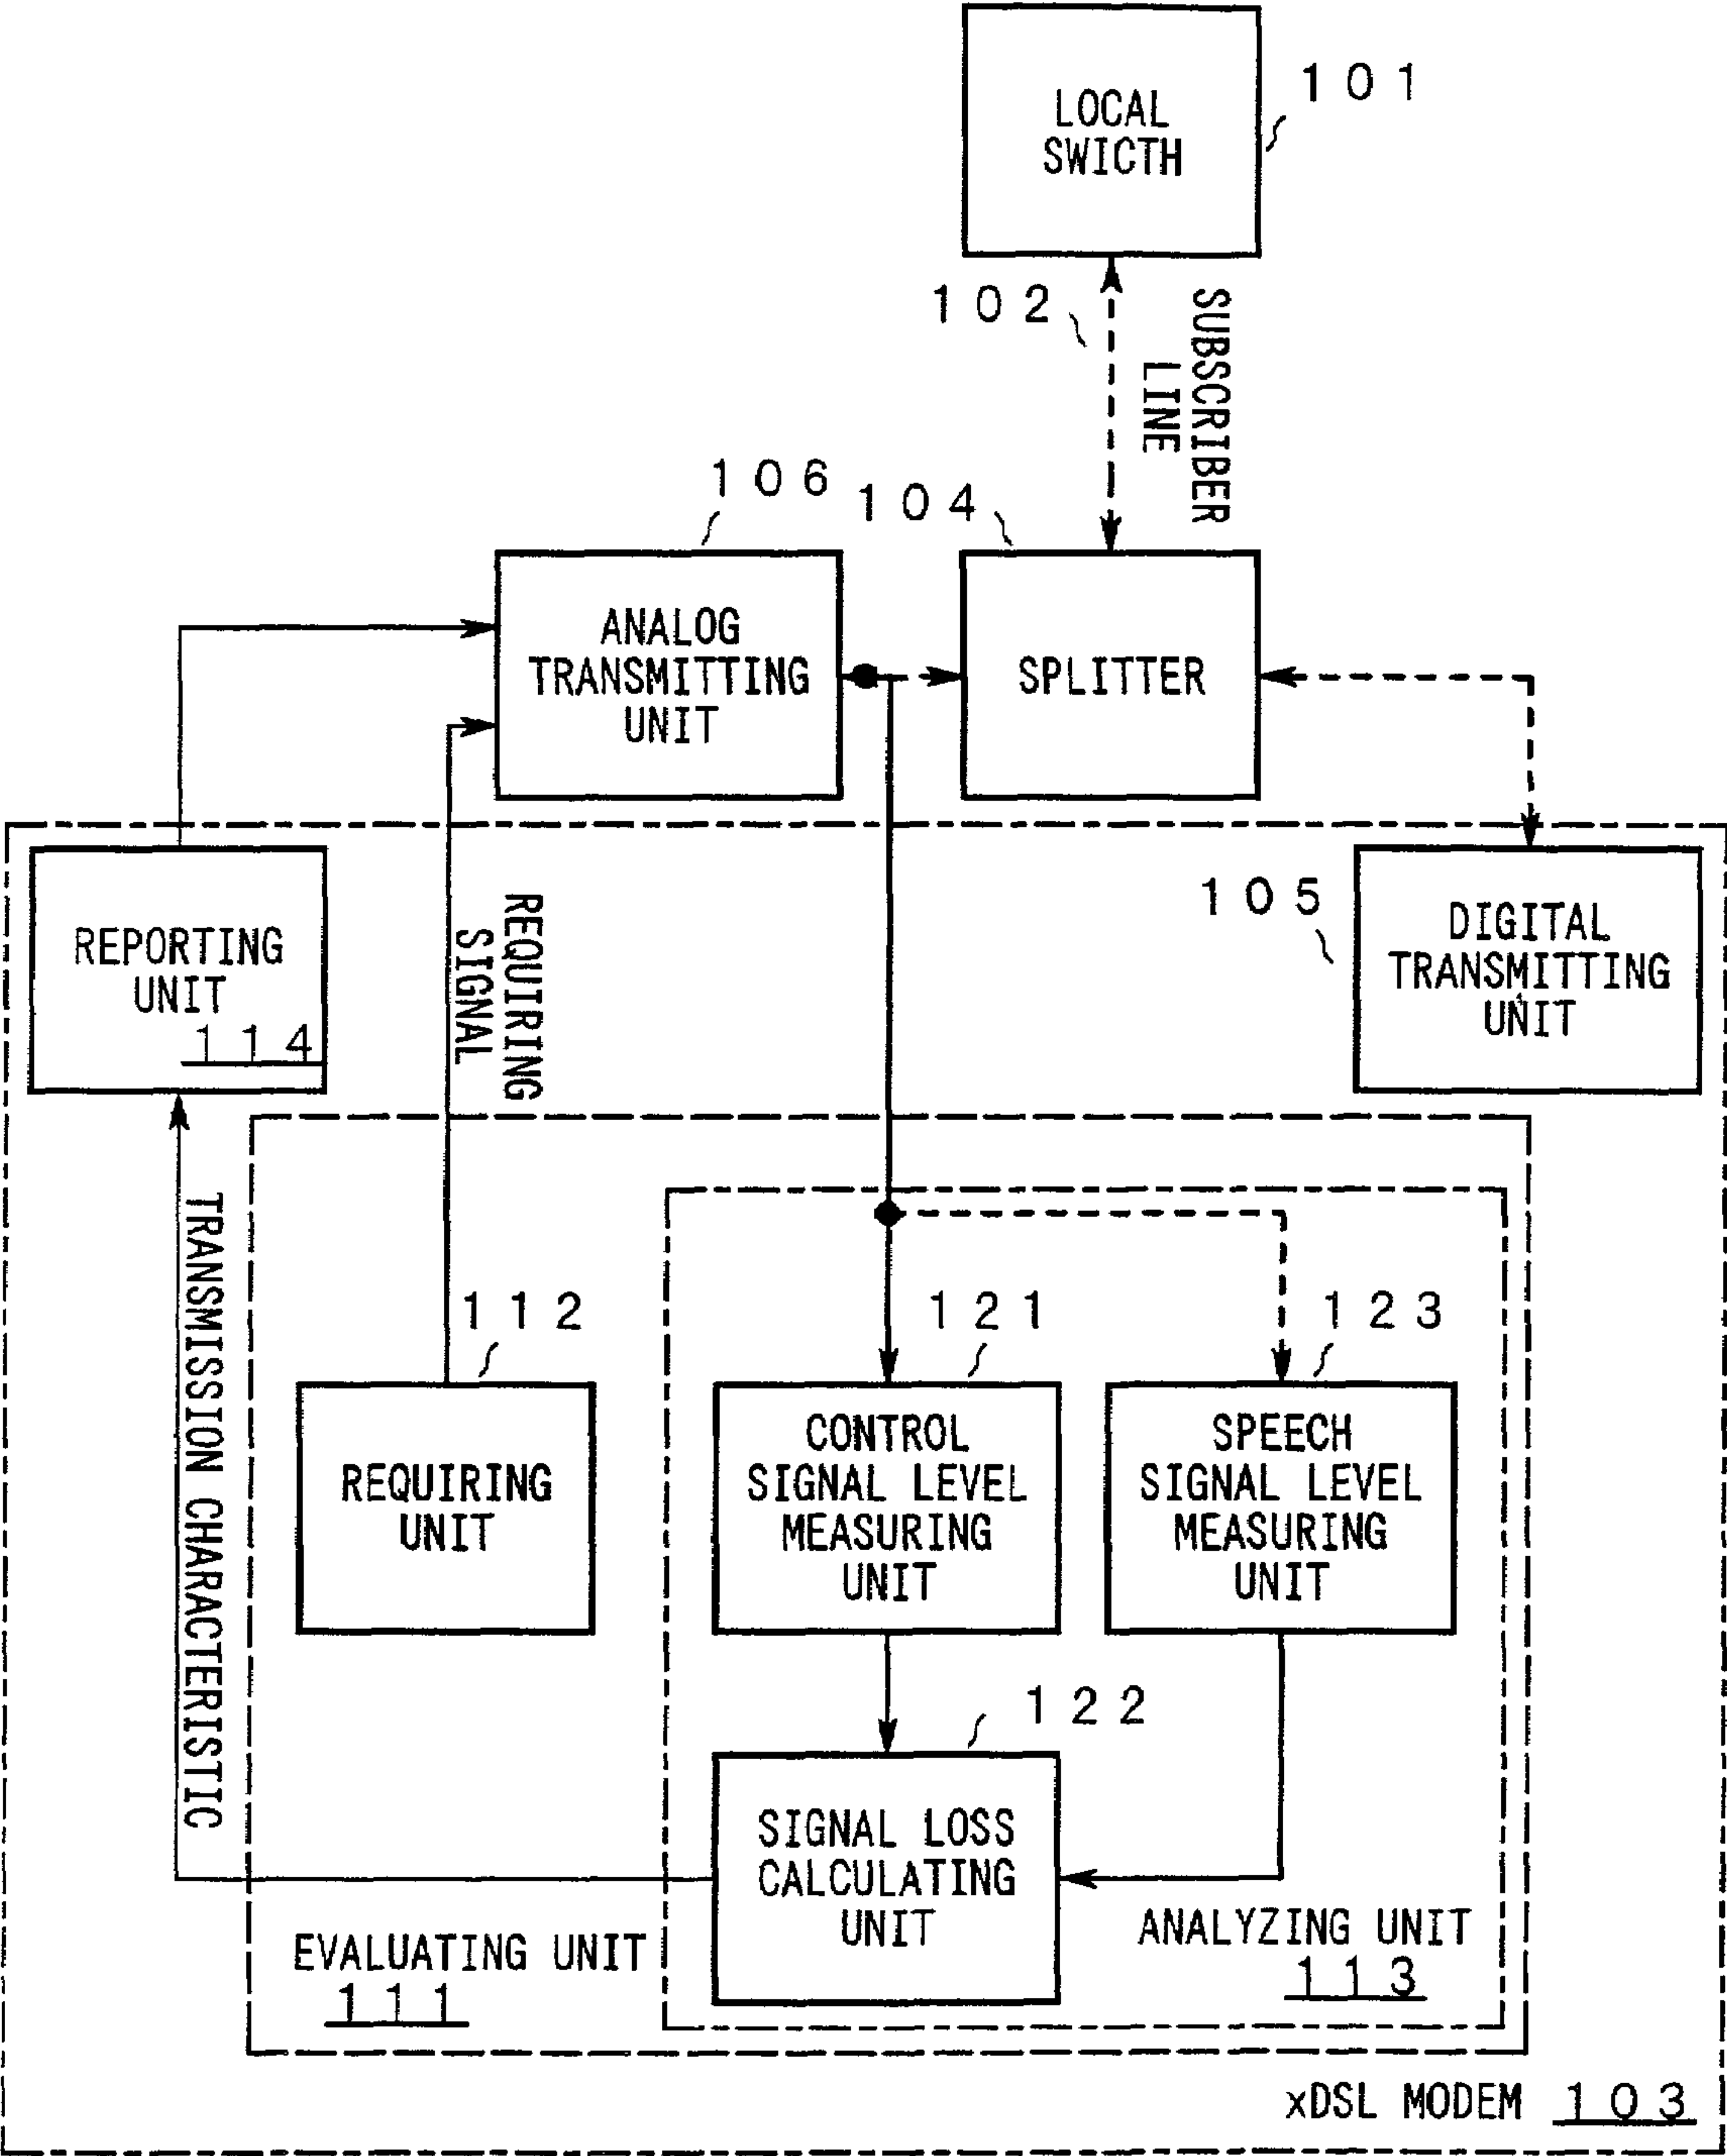 LOCAL
SWICTH
101
102
SUBSCRIBER
LINE
106
104
ANALOG
TRANSMITTING
UNIT
SPLITTER
REPORTING
UNIT
114
REQUIRING
SIGNAL
105
DIGITAL
TRANSMITTING
UNIT
TRANSMISSION CHARACTERISTIC
112
121
123
REQUIRING
UNIT
CONTROL
SIGNAL LEVEL
MEASURING
UNIT
SPEECH
SIGNAL LEVEL
MEASURING
UNIT
122
SIGNAL LOSS
CALCULATING
UNIT
EVALUATING UNIT
111
ANALYZING UNIT
113
xDSL MODEM 103